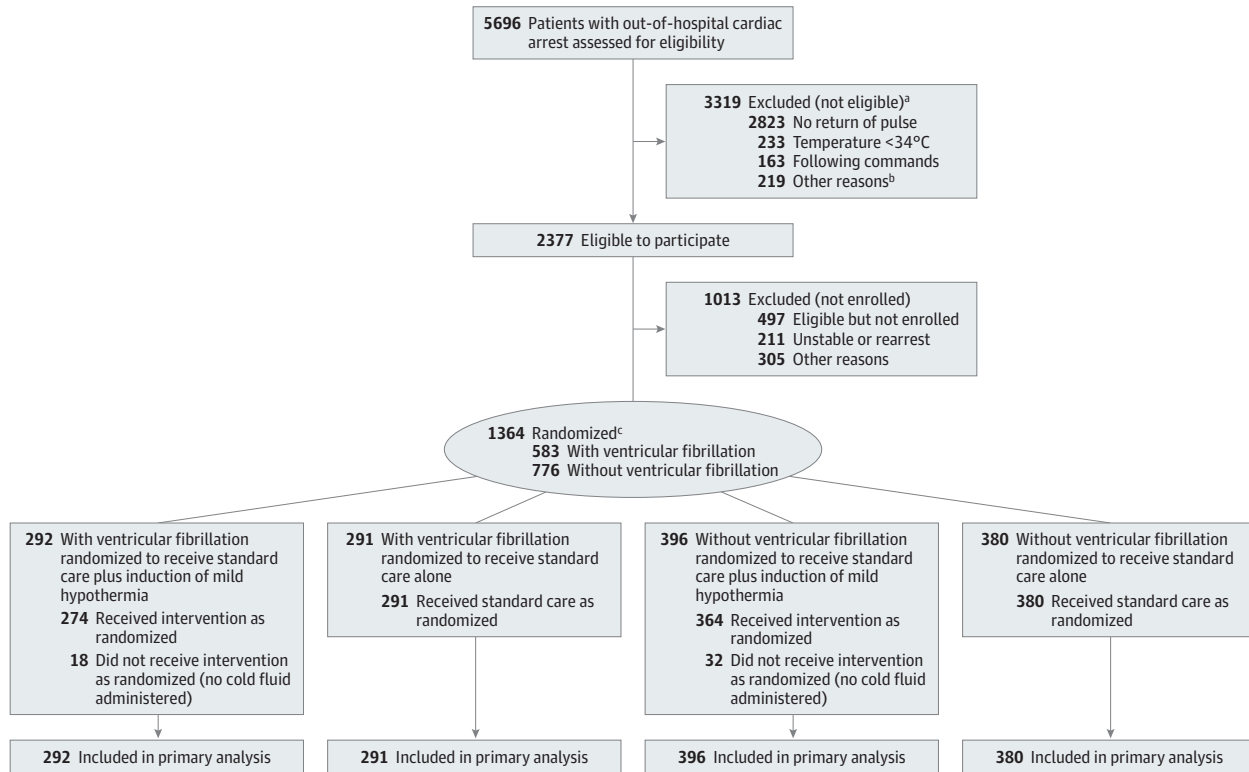 5696 Patients with out-of-hospital cardiac
arrest assessed for eligibility
3319 Excluded (not eligible)a
2823 No return of pulse
233 Temperature <34°C
163 Following commands
219 Other reasonsb
2377 Eligible to participate
1013 Excluded (not enrolled)
497 Eligible but not enrolled
211 Unstable or rearrest
305 Other reasons
1364 Randomizedc
583 With ventricular fibrillation
776 Without ventricular fibrillation
292 With ventricular fibrillation
randomized to receive standard
care plus induction of mild
hypothermia
274 Received intervention as
randomized
18 Did not receive intervention
as randomized (no cold fluid
administered)
291 With ventricular fibrillation
randomized to receive standard
care alone
291 Received standard care as
randomized
396 Without ventricular fibrillation
randomized to receive standard
care plus induction of mild
hypothermia
364 Received intervention as
randomized
32 Did not receive intervention
as randomized (no cold fluid
administered)
380 Without ventricular fibrillation
randomized to receive standard
care alone
380 Received standard care as
randomized
292 Included in primary analysis
291 Included in primary analysis
396 Included in primary analysis
380 Included in primary analysis